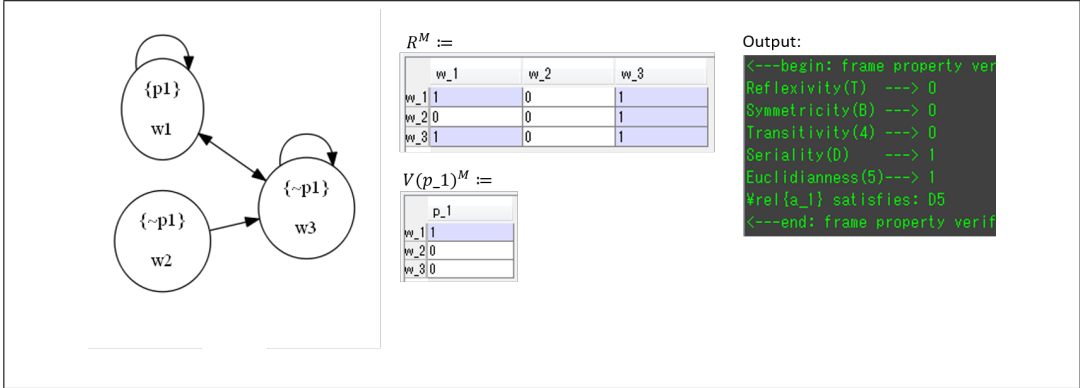 {p1}
w1
{~p1}
w2
{~p1}
w3
R^M :=
w_1 w_2 w_3
w_1 1 0 1
w_2 0 0 1
w_3 1 0 1
V(p_1)^M :=
p_1
w_1 1
w_2 0
w_3 0
Output:
<---begin: frame property ver
Reflexivity(T) ---> 0
Symmetricity(B) ---> 0
Transitivity(4) ---> 0
Seriality(D) ---> 1
Euclidianness(5)---> 1
¥rel{a_1} satisfies: D5
<---end: frame property verif